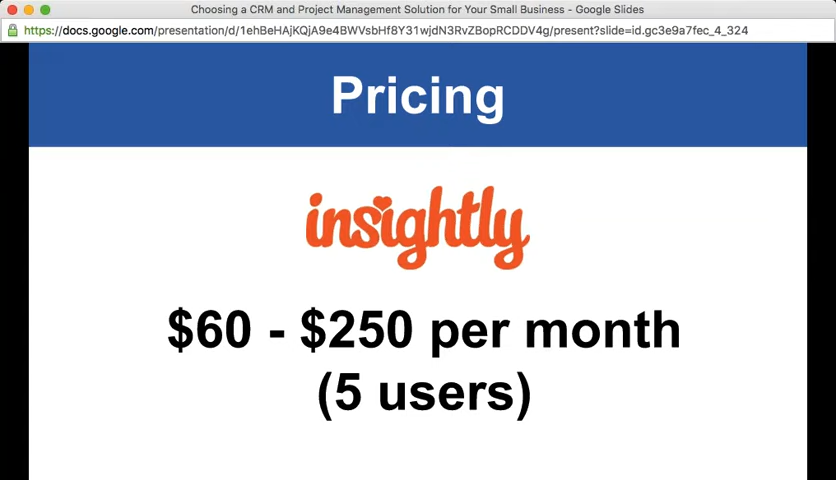 Choosing a CRM and Project Management Solution for Your Small Business - Google Slides
https://docs.google.com/presentation/d/1ehBeHAjKQjA9e4BWVsbHf8Y31wjdN3RvZBopRCDDV4g/present?slide=id.gc3e9a7fec_4_324
Pricing
insightly
$60 - $250 per month
(5 users)